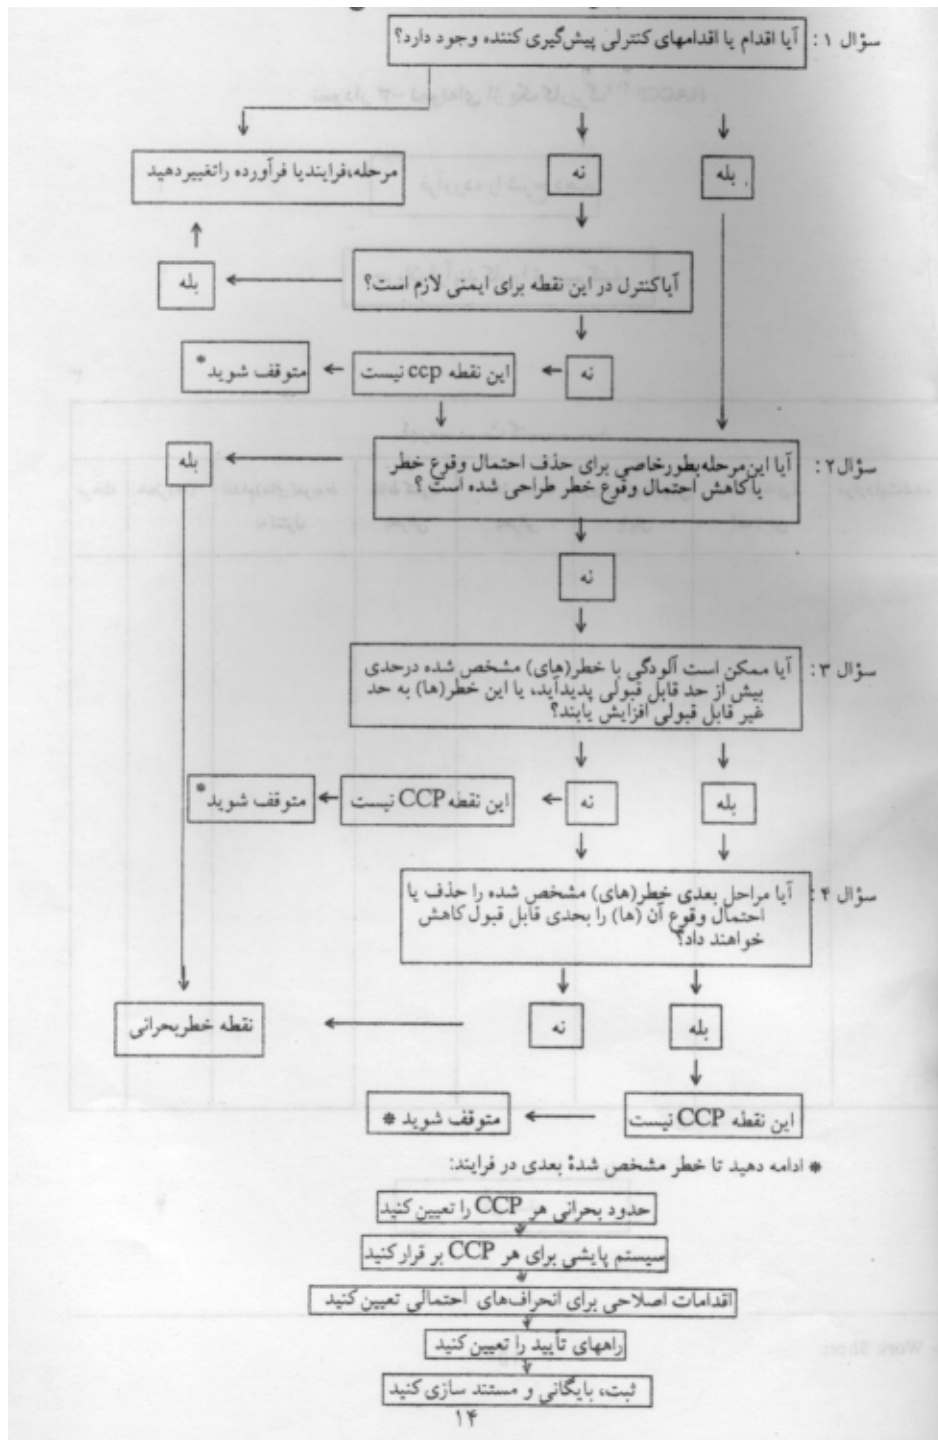 سؤال ۱: آیا اقدام یا اقدامهای کنترلی پیش‌گیری کننده وجود دارد؟
بله
نه
مرحله،فرایندیا فرآورده راتغییردهید
آیاکنترل در این نقطه برای ایمنی لازم است؟
بله
نه
این نقطه ccp نیست
متوقف شوید*
سؤال۲: آیا این‌مرحله‌بطورخاصی برای حذف احتمال وقوع خطر
یاکاهش احتمال وقوع خطر طراحی شده است ؟
بله
نه
سؤال ۳: آیا ممکن است آلودگی با خطر(های) مشخص شده درحدی
بیش از حد قابل قبولی پدیدآید، یا این خطر(ها) به حد
غیر قابل قبولی افزایش یابند؟
بله
نه
این نقطه CCP نیست
متوقف شوید*
سؤال ۴: آیا مراحل بعدی خطر(های) مشخص شده را حذف یا
احتمال وقوع آن (ها) را بحدی قابل قبول کاهش
خواهند داد؟
بله
نه
نقطه خطربحرانی
این نقطه CCP نیست
متوقف شوید *
* ادامه دهید تا خطر مشخص شدهٔ بعدی در فرایند:
حدود بحرانی هر CCP را تعیین کنید
سیستم پایشی برای هر CCP بر قرار کنید
اقدامات اصلاحی برای انحراف‌های احتمالی تعیین کنید
راههای تأیید را تعیین کنید
ثبت، بایگانی و مستند سازی کنید
۱۴